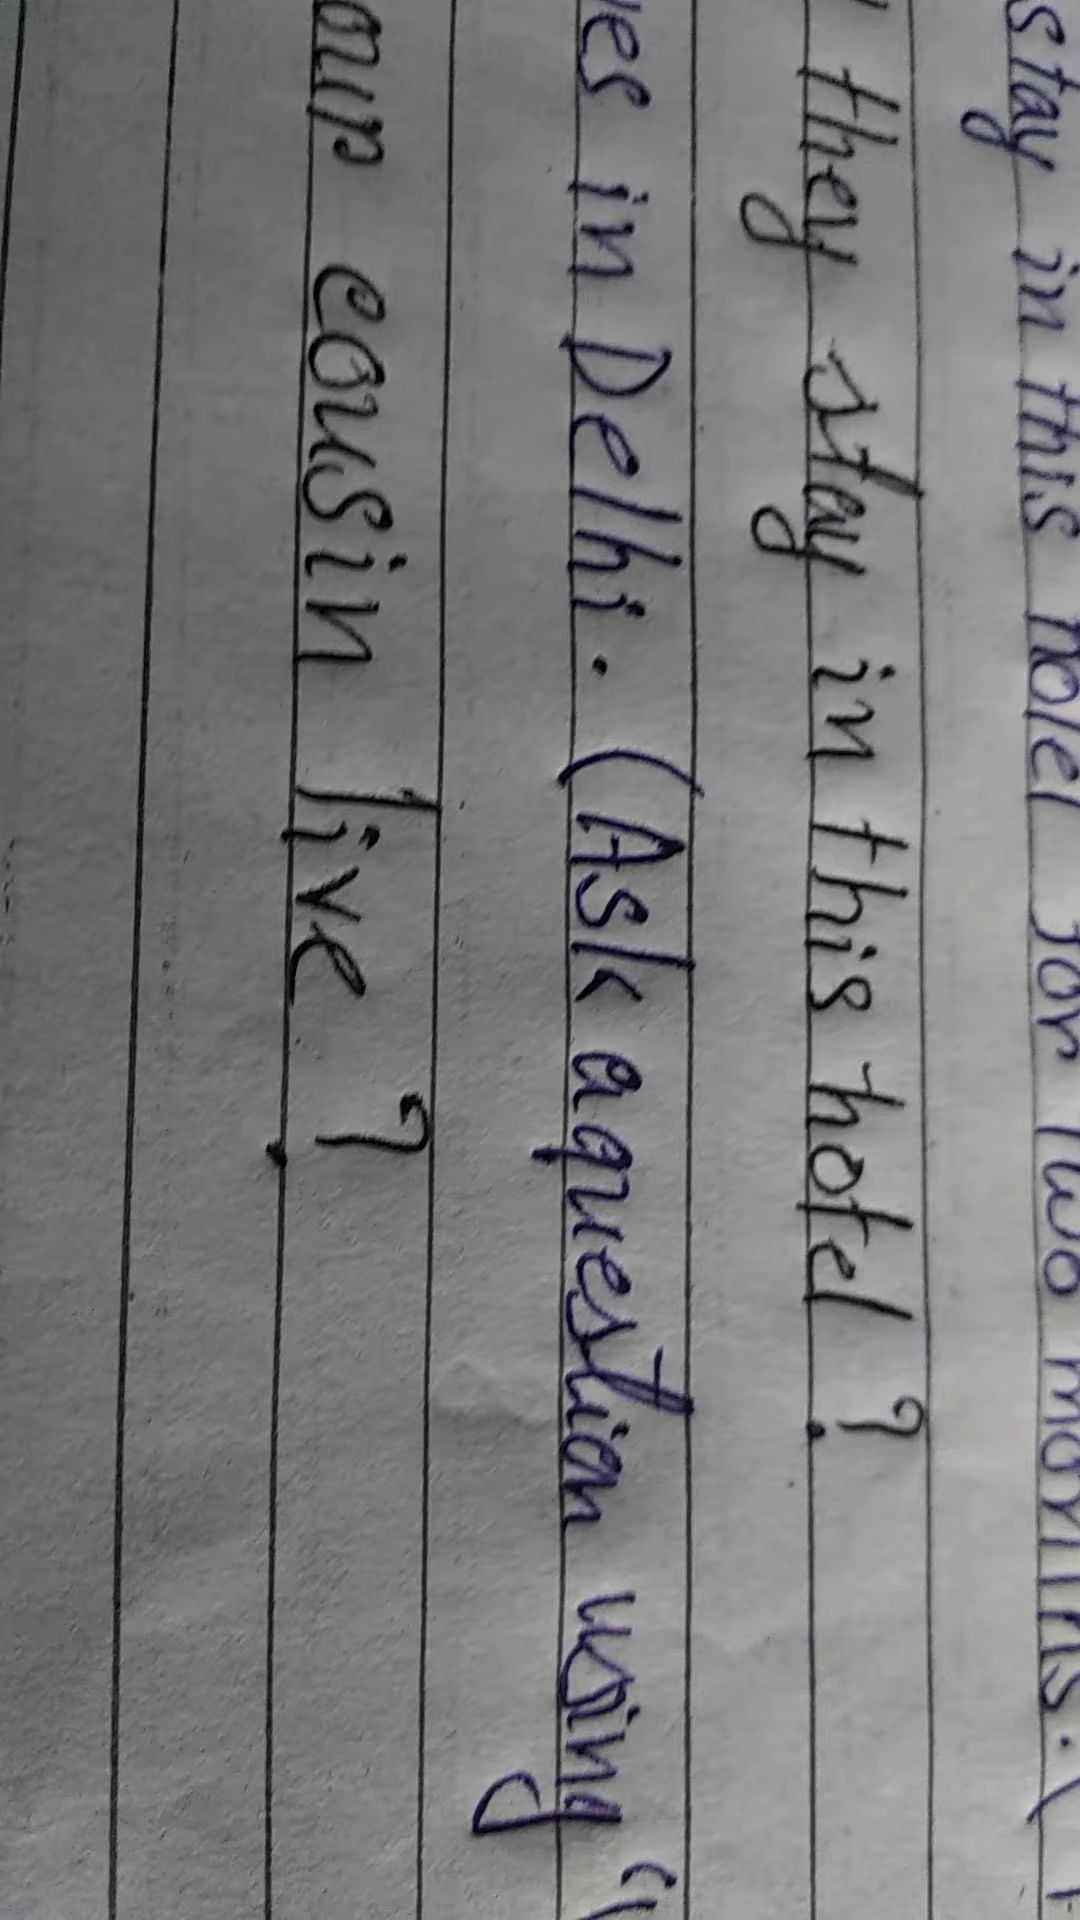 stay in this hotel for two months. (
they stay in this hotel ?
in Delhi. (Ask a question using "
cousin live ?